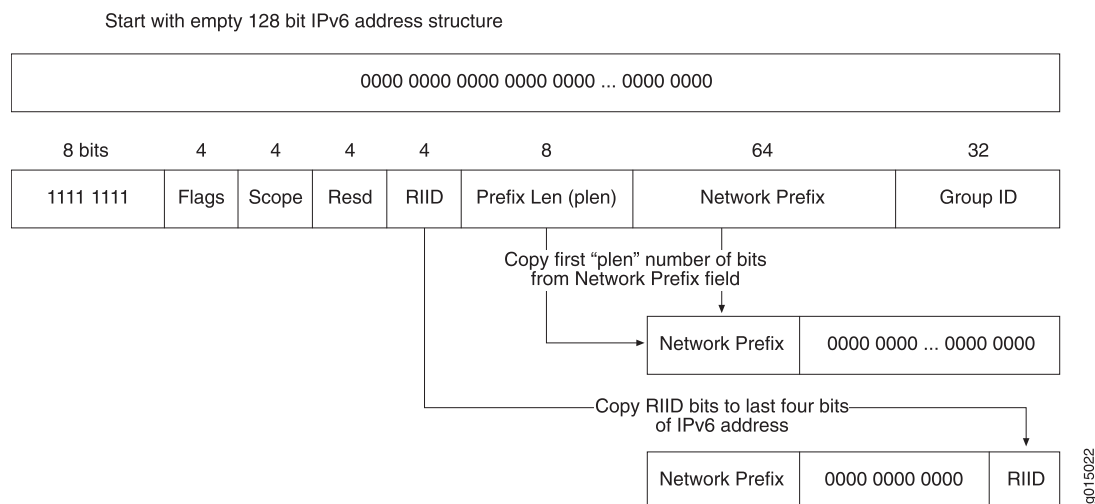 Start with empty 128 bit IPv6 address structure
0000 0000 0000 0000 0000 ... 0000 0000
8 bits 4 4 4 4 8 64 32
1111 1111 Flags Scope Resd RIID Prefix Len (plen) Network Prefix Group ID
Copy first “plen” number of bits
from Network Prefix field
Network Prefix 0000 0000 ... 0000 0000
Copy RIID bits to last four bits
of IPv6 address
Network Prefix 0000 0000 0000 RIID
g015022